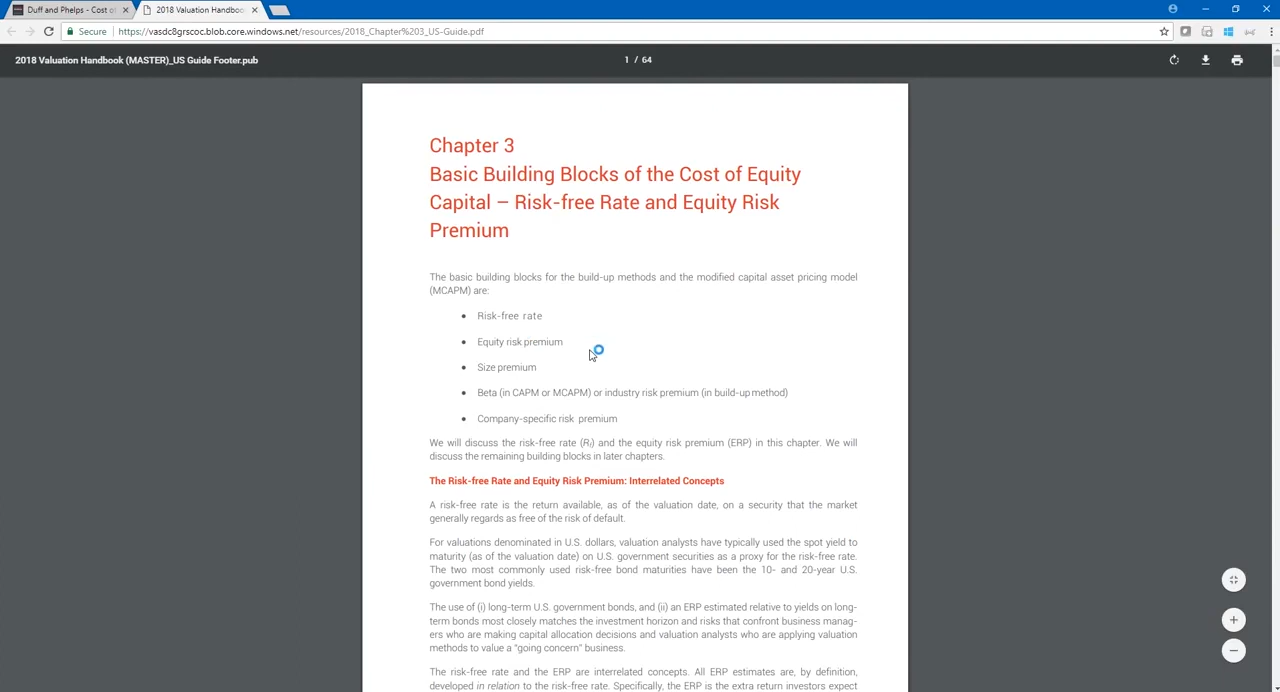 Duff and Phelps - Cost of
2018 Valuation Handboo
Secure
https://vasdc8grscoc.blob.core.windows.net/resources/2018_Chapter%203_US-Guide.pdf
2018 Valuation Handbook (MASTER)_US Guide Footer.pub
1 / 64
Chapter 3
Basic Building Blocks of the Cost of Equity
Capital – Risk-free Rate and Equity Risk
Premium
The basic building blocks for the build-up methods and the modified capital asset pricing model
(MCAPM) are:
• Risk-free rate
• Equity risk premium
• Size premium
• Beta (in CAPM or MCAPM) or industry risk premium (in build-up method)
• Company-specific risk premium
We will discuss the risk-free rate (Rf) and the equity risk premium (ERP) in this chapter. We will
discuss the remaining building blocks in later chapters.
The Risk-free Rate and Equity Risk Premium: Interrelated Concepts
A risk-free rate is the return available, as of the valuation date, on a security that the market
generally regards as free of the risk of default.
For valuations denominated in U.S. dollars, valuation analysts have typically used the spot yield to
maturity (as of the valuation date) on U.S. government securities as a proxy for the risk-free rate.
The two most commonly used risk-free bond maturities have been the 10- and 20-year U.S.
government bond yields.
The use of (i) long-term U.S. government bonds, and (ii) an ERP estimated relative to yields on long-
term bonds most closely matches the investment horizon and risks that confront business manag-
ers who are making capital allocation decisions and valuation analysts who are applying valuation
methods to value a “going concern” business.
The risk-free rate and the ERP are interrelated concepts. All ERP estimates are, by definition,
developed in relation to the risk-free rate. Specifically, the ERP is the extra return investors expect